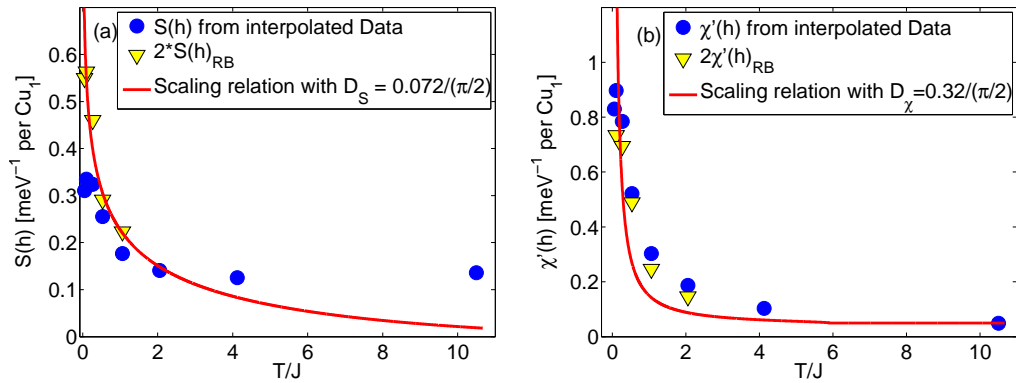 (a)
S(h) from interpolated Data
2*S(h)RB
Scaling relation with DS = 0.072/(π/2)
0.6
0.5
0.4
0.3
0.2
0.1
0
S(h) [meV⁻¹ per Cu1]
0 2 4 6 8 10
T/J
(b)
χ'(h) from interpolated Data
2χ'(h)RB
Scaling relation with Dχ=0.32/(π/2)
1
0.8
0.6
0.4
0.2
0
χ'(h) [meV⁻¹ per Cu1]
0 2 4 6 8 10
T/J